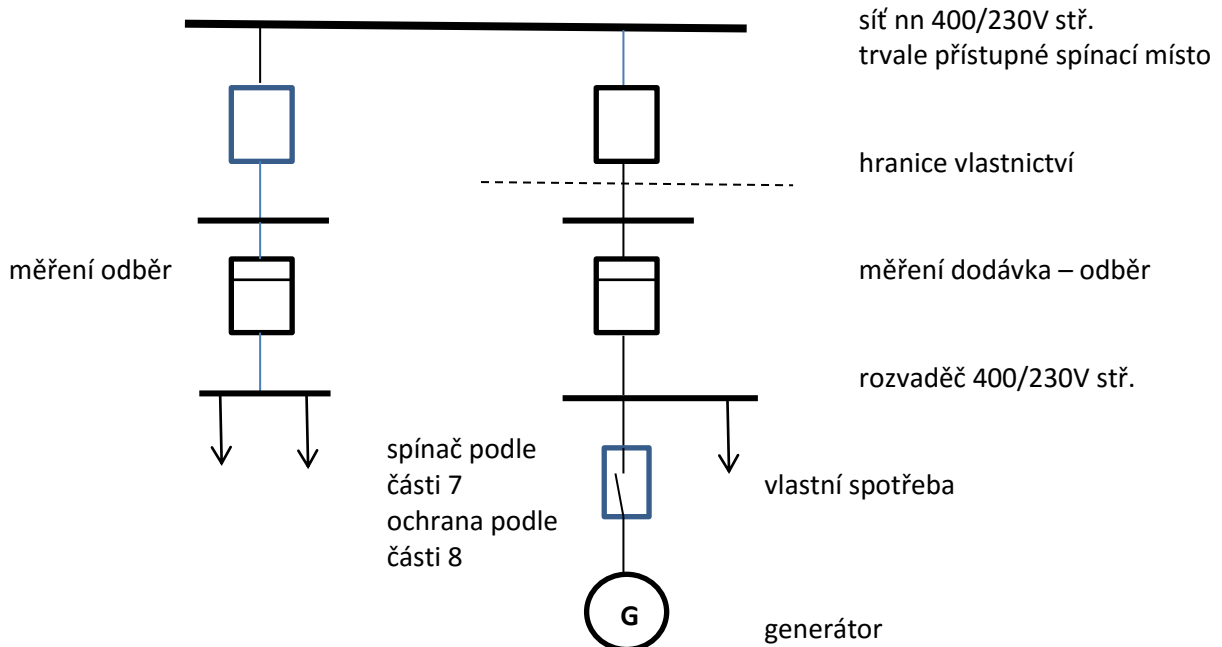 síť nn 400/230V stř.
trvale přístupné spínací místo
hranice vlastnictví
měření odběr
měření dodávka – odběr
rozvaděč 400/230V stř.
spínač podle
části 7
ochrana podle
části 8
vlastní spotřeba
G
generátor